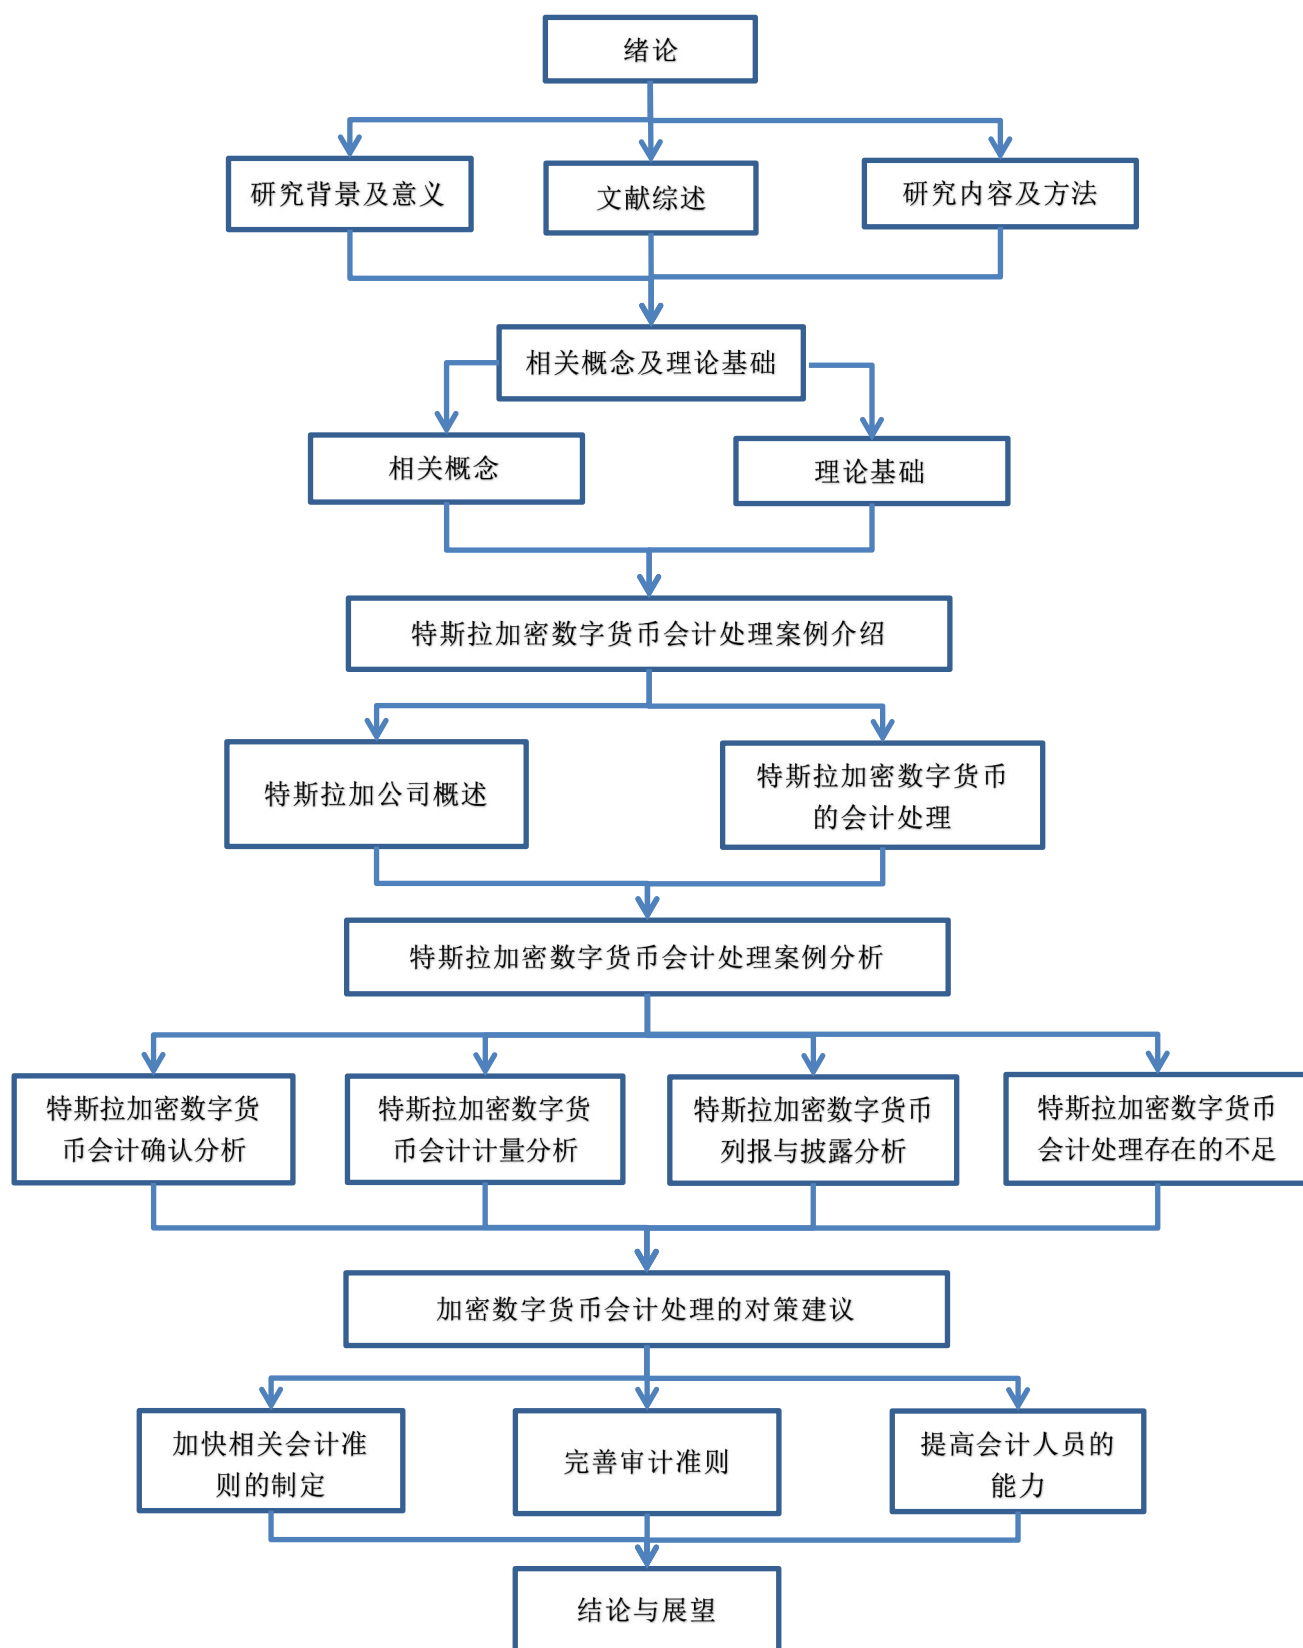 绪论
研究背景及意义
文献综述
研究内容及方法
相关概念及理论基础
相关概念
理论基础
特斯拉加密数字货币会计处理案例介绍
特斯拉加公司概述
特斯拉加密数字货币
的会计处理
特斯拉加密数字货币会计处理案例分析
特斯拉加密数字货
币会计确认分析
特斯拉加密数字货
币会计计量分析
特斯拉加密数字货币
列报与披露分析
特斯拉加密数字货币
会计处理存在的不足
加密数字货币会计处理的对策建议
加快相关会计准
则的制定
完善审计准则
提高会计人员的
能力
结论与展望